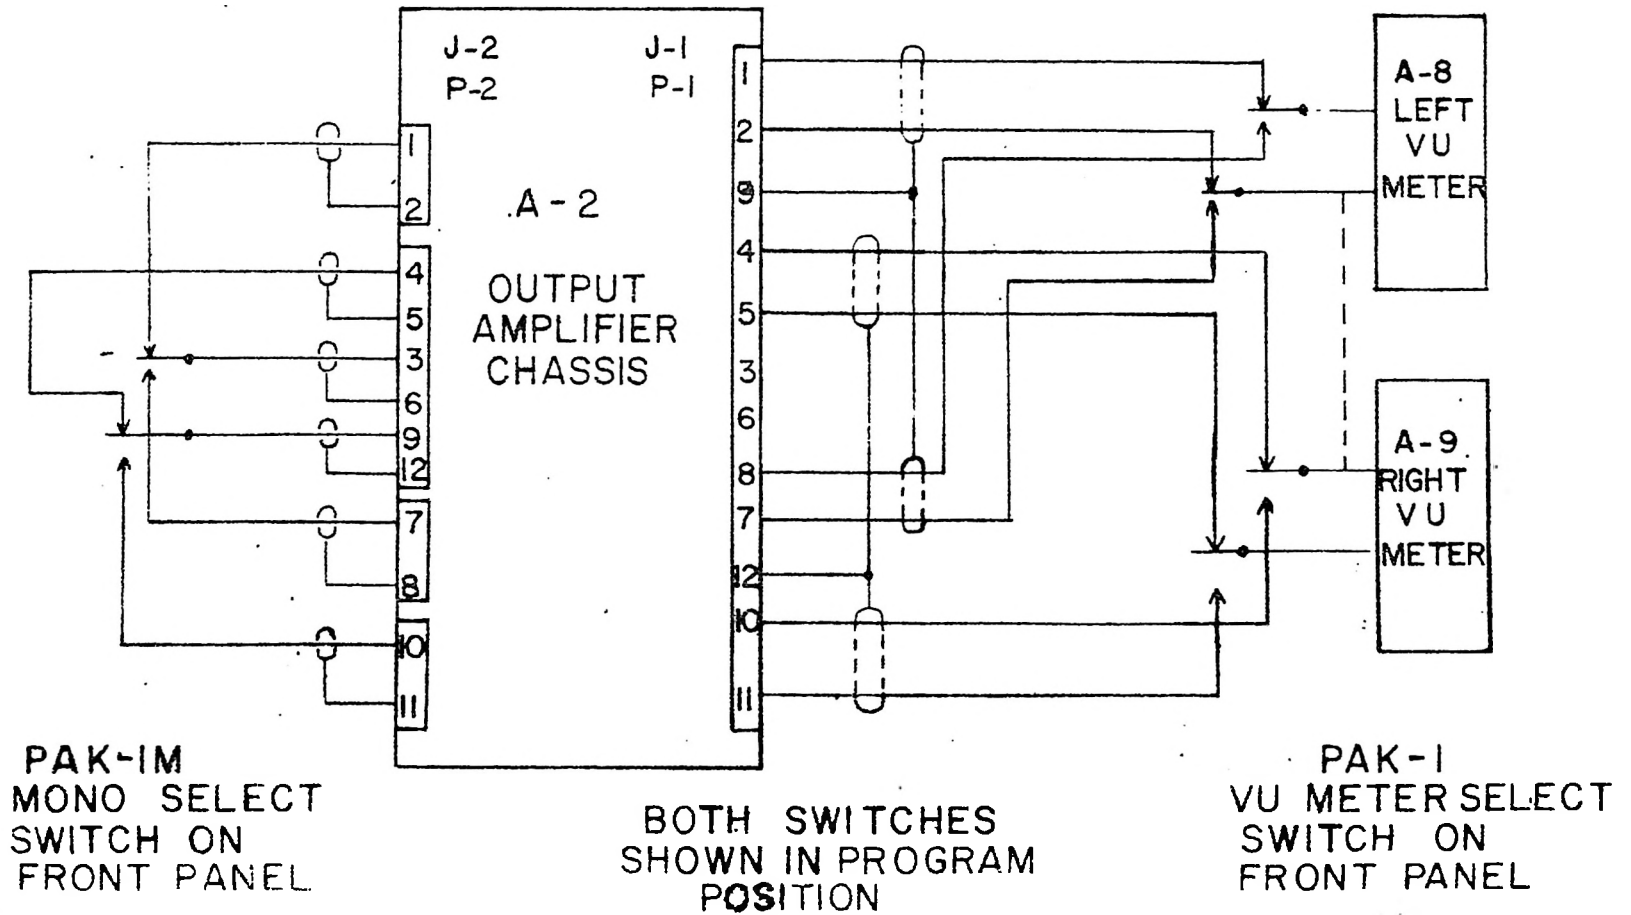 J-2
P-2
J-1
P-1
1
2
4
5
3
6
9
12
7
8
10
11
A-2
OUTPUT
AMPLIFIER
CHASSIS
1
2
9
4
5
3
6
8
7
12
10
11
A-8
LEFT
VU
METER
A-9
RIGHT
VU
METER
PAK-1M
MONO SELECT
SWITCH ON
FRONT PANEL
BOTH SWITCHES
SHOWN IN PROGRAM
POSITION
PAK-1
VU METER SELECT
SWITCH ON
FRONT PANEL